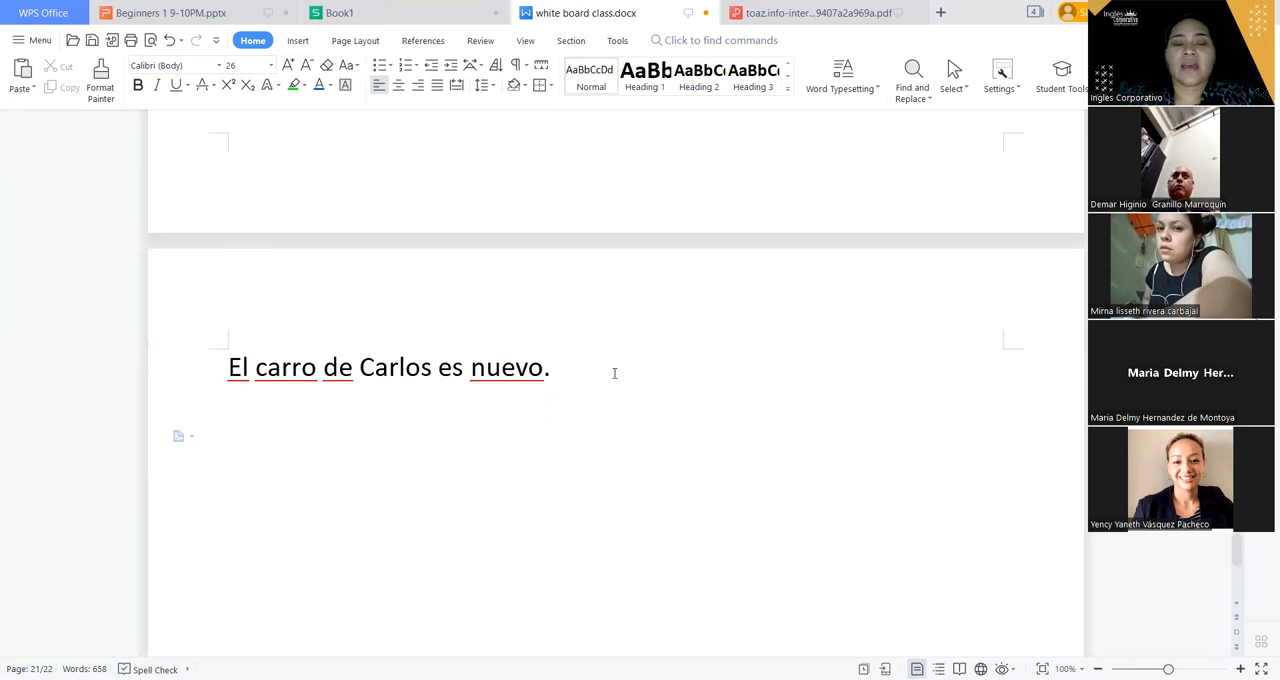 WPS Office
Beginners 1 9-10PM.pptx
Book1
white board class.docx
toaz.info-inter...9407a2a969a.pdf
Menu
Home
Insert
Page Layout
References
Review
View
Section
Tools
Click to find commands
Paste
Cut
Copy
Format Painter
Calibri (Body)
26
AaBbCcDd
Normal
AaBb
Heading 1
AaBbC
Heading 2
AaBbC
Heading 3
Word Typesetting
Find and Replace
Select
Settings
Student Tools
Inglés Corporativo
Ingles Corporativo
Demar Higinio Granillo Marroquín
Mirna lisseth rivera carbajal
Maria Delmy Her...
Maria Delmy Hernandez de Montoya
Yency Yaneth Vásquez Pacheco
El carro de Carlos es nuevo.
Page: 21/22
Words: 658
Spell Check
100%